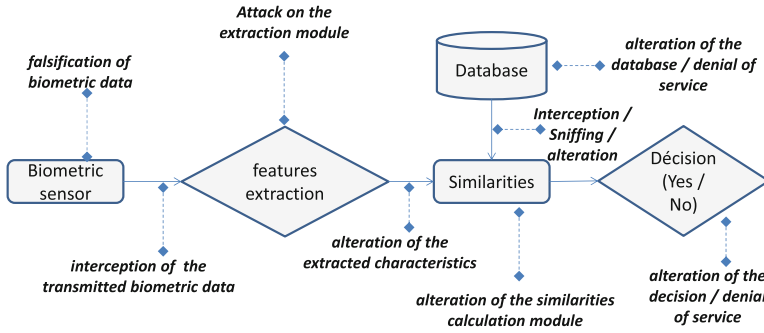 Attack on the
extraction module
falsification of
biometric data
Database
alteration of the
database / denial of
service
Interception /
Sniffing /
alteration
Biometric
sensor
features
extraction
Similarities
Décision
(Yes /
No)
interception of the
transmitted biometric data
alteration of the
extracted characteristics
alteration of the similarities
calculation module
alteration of the
decision / denial
of service